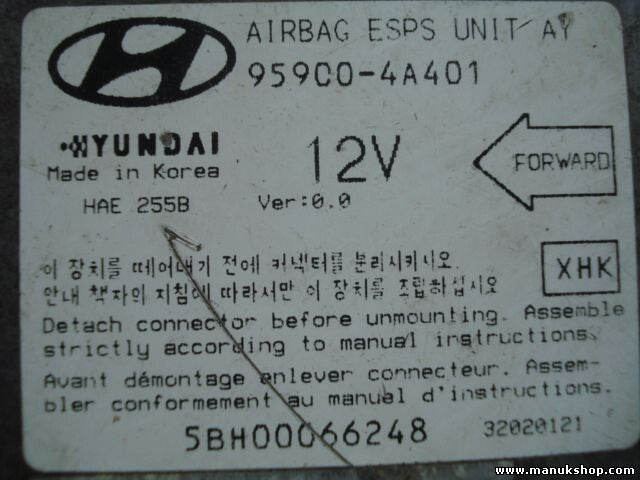 AIRBAG ESPS UNIT AY
95900-4A401
HYUNDAI
Made in Korea
12V
FORWARD
HAE 255B
Ver:0.0
이 장치를 떼어내기 전에 커넥터를 분리시키시오.
안내 책자의 지침에 따라서만 이 장치를 조립하십시오
XHK
Detach connector before unmounting. Assemble
strictly according to manual instructions.
Avant démontage enlever connecteur. Assem-
bler conformement au manual d'instructions.
5BH00066248
32020121
www.manukshop.com